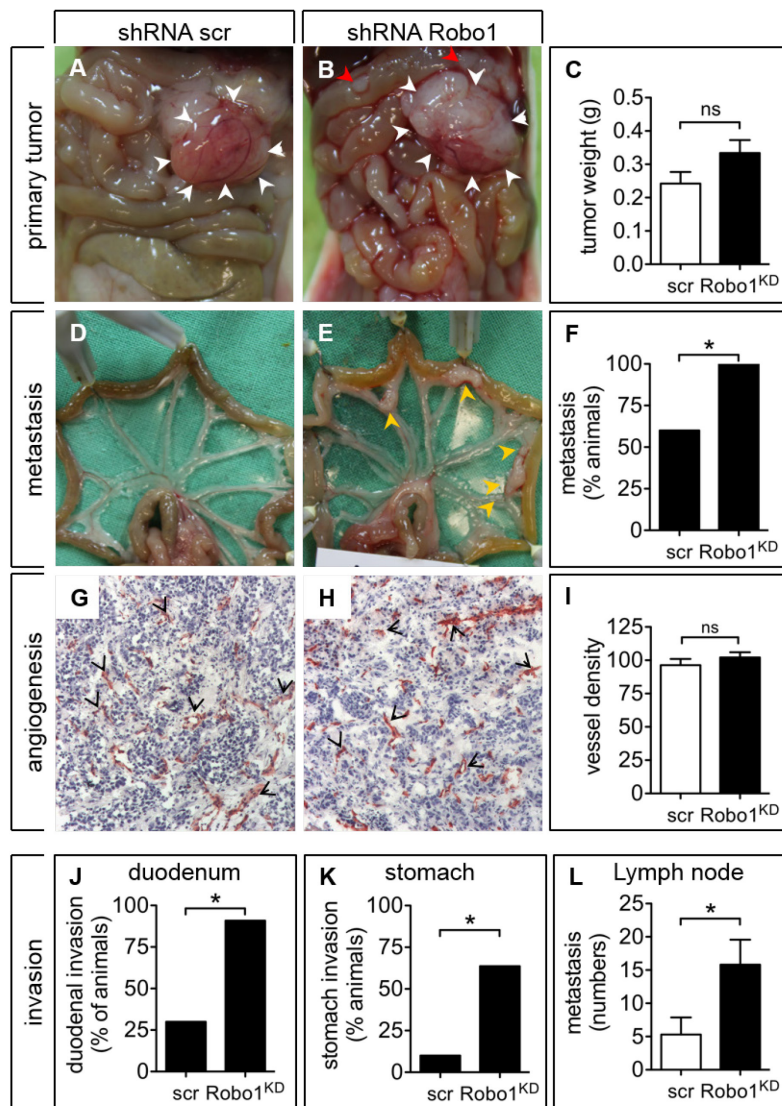 shRNA scr
shRNA Robo1
primary tumor
A
B
C
tumor weight (g)
0.5
0.4
0.3
0.2
0.1
0.0
ns
scr Robo1KD
metastasis
D
E
F
metastasis
(% animals)
100
75
50
25
0
*
scr Robo1KD
angiogenesis
G
H
I
vessel density
125
100
75
50
25
0
ns
scr Robo1KD
invasion
J
duodenum
duodenal invasion
(% of animals)
100
75
50
25
0
*
scr Robo1KD
K
stomach
stomach invasion
(% animals)
100
75
50
25
0
*
scr Robo1KD
L
Lymph node
metastasis
(numbers)
25
20
15
10
5
0
*
scr Robo1KD